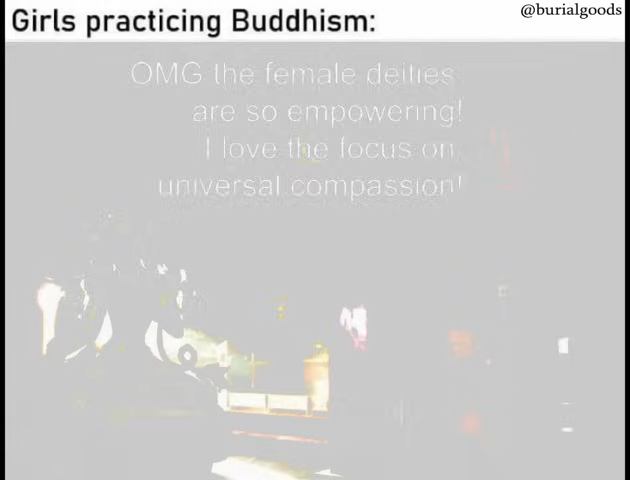 Girls practicing Buddhism:
@burialgoods
OMG the female deities
are so empowering!
I love the focus on
universal compassion!